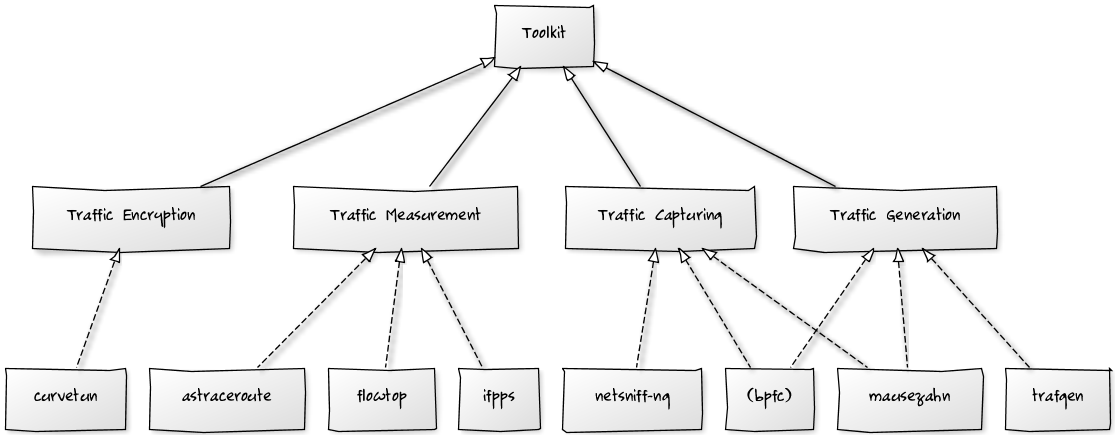 Toolkit
Traffic Encryption
Traffic Measurement
Traffic Capturing
Traffic Generation
curvetun
astraceroute
flowtop
ifpps
netsniff-ng
(bpfc)
mausezahn
trafgen